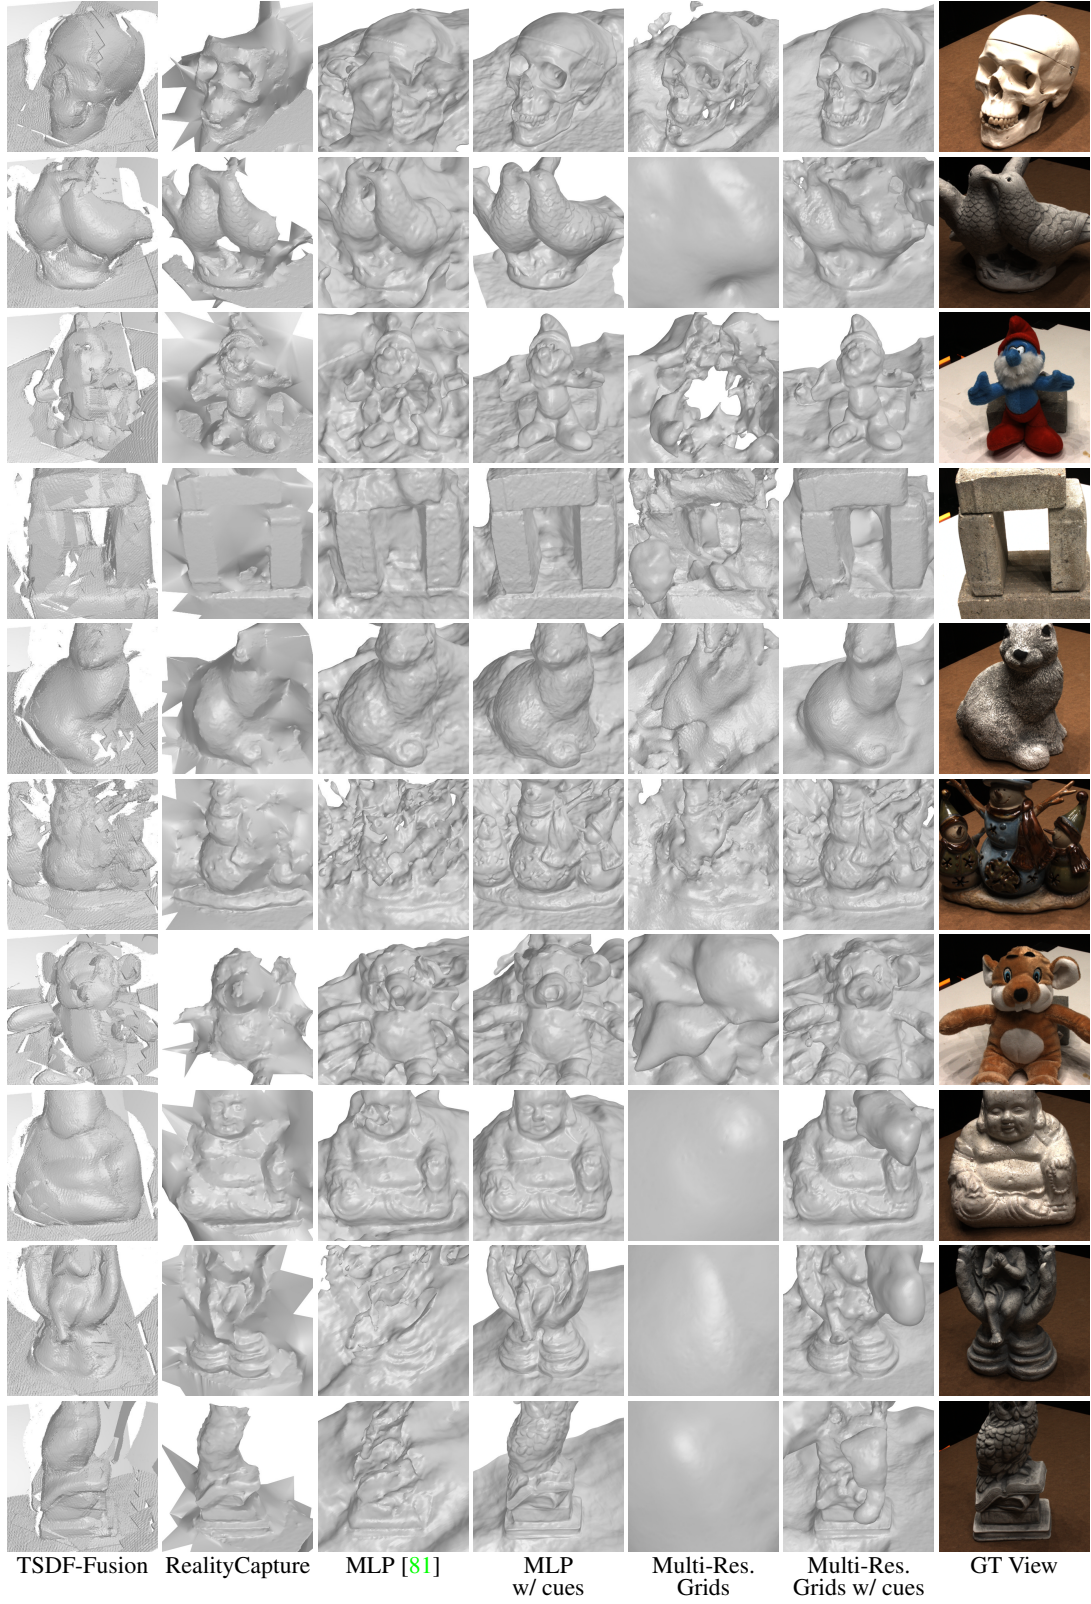 TSDF-Fusion RealityCapture MLP [81] MLP Multi-Res. Multi-Res. GT View
w/ cues Grids Grids w/ cues